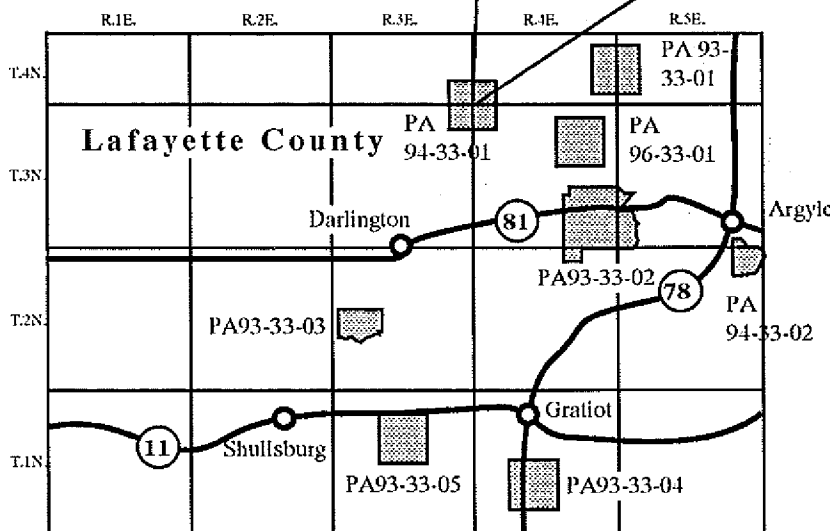 R.1E. R.2E. R.3E. R.4E. R.5E.
T.4N.
PA 93-
33-01
Lafayette County
PA
94-33-01
PA
96-33-01
T.3N.
Darlington
81
Argyle
PA93-33-02
78
PA
94-33-02
T.2N.
PA93-33-03
Gratiot
11
Shullsburg
T.1N.
PA93-33-05
PA93-33-04